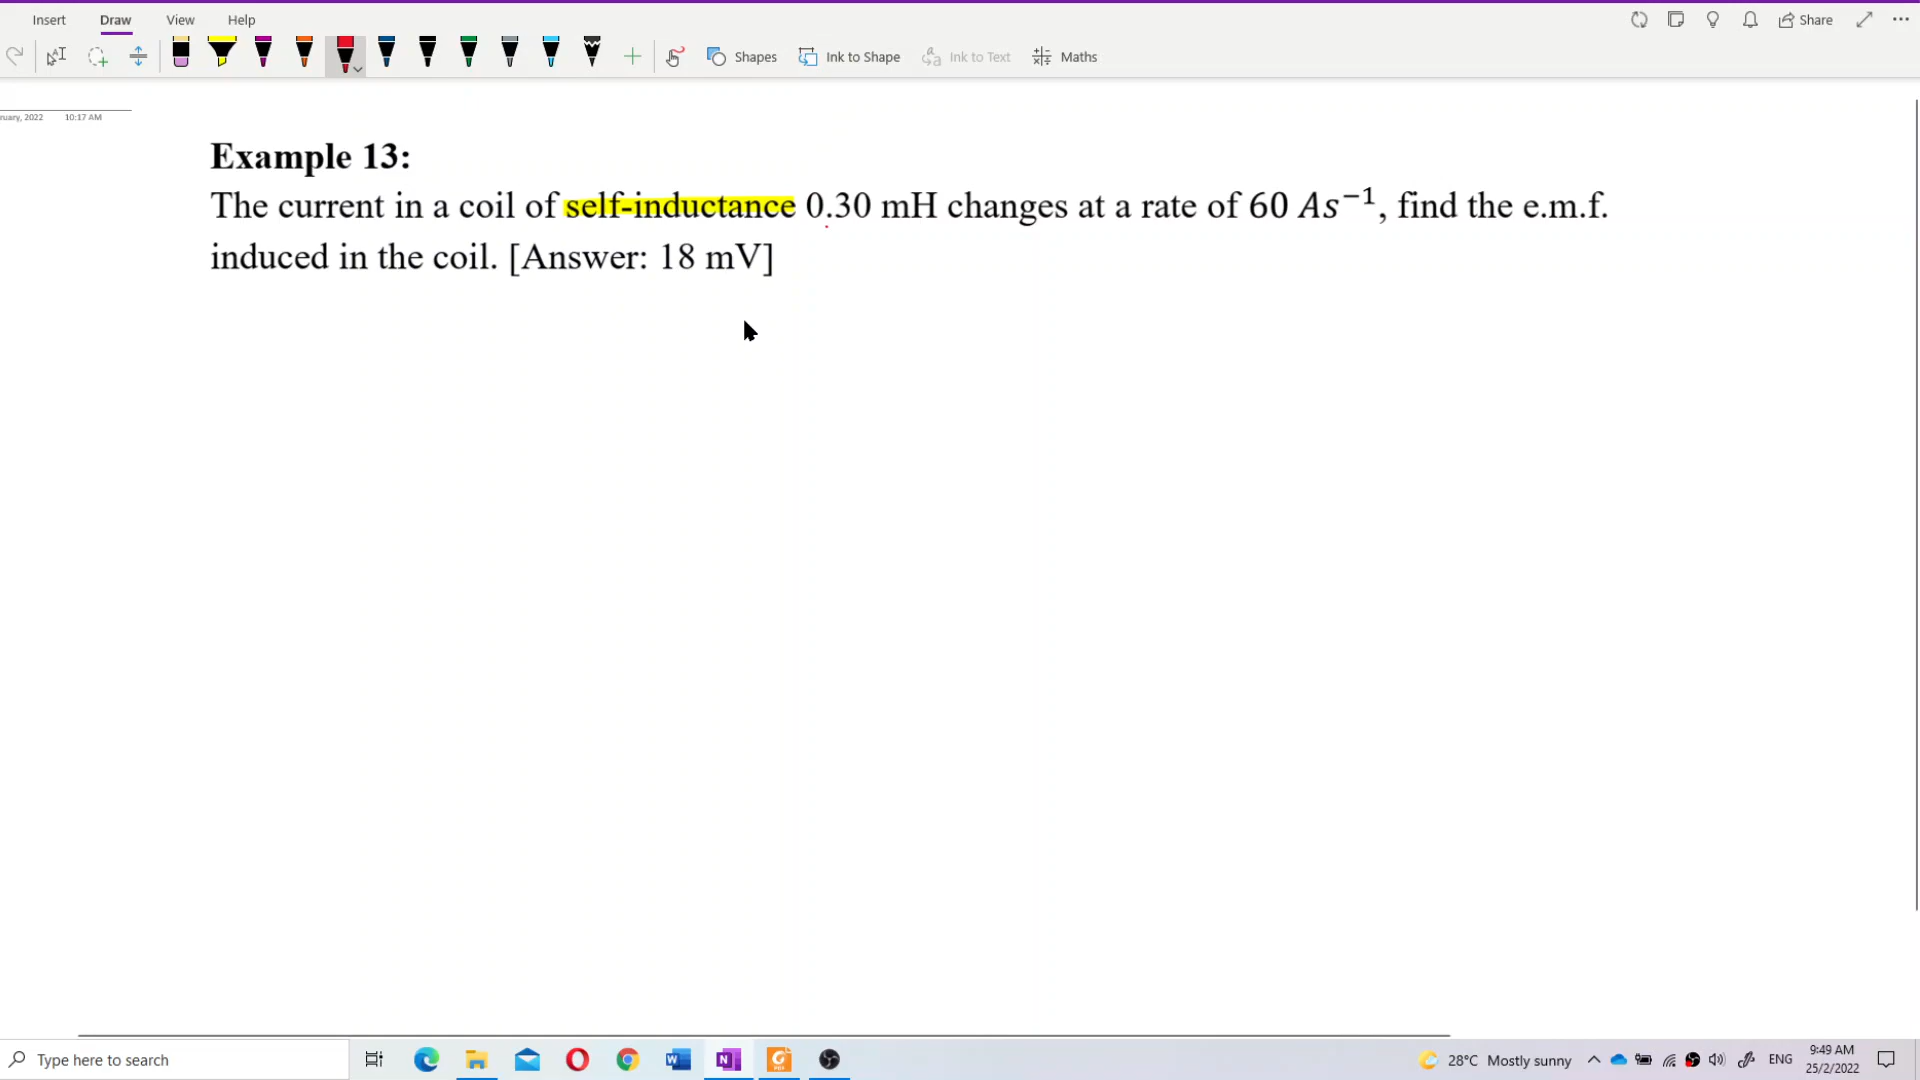 Insert Draw View Help Share
Shapes Ink to Shape Ink to Text Maths
ruary, 2022 10:17 AM
Example 13:
The current in a coil of self-inductance 0.30 mH changes at a rate of 60 As⁻¹, find the e.m.f.
induced in the coil. [Answer: 18 mV]
Type here to search 28°C Mostly sunny ENG 9:49 AM
25/2/2022